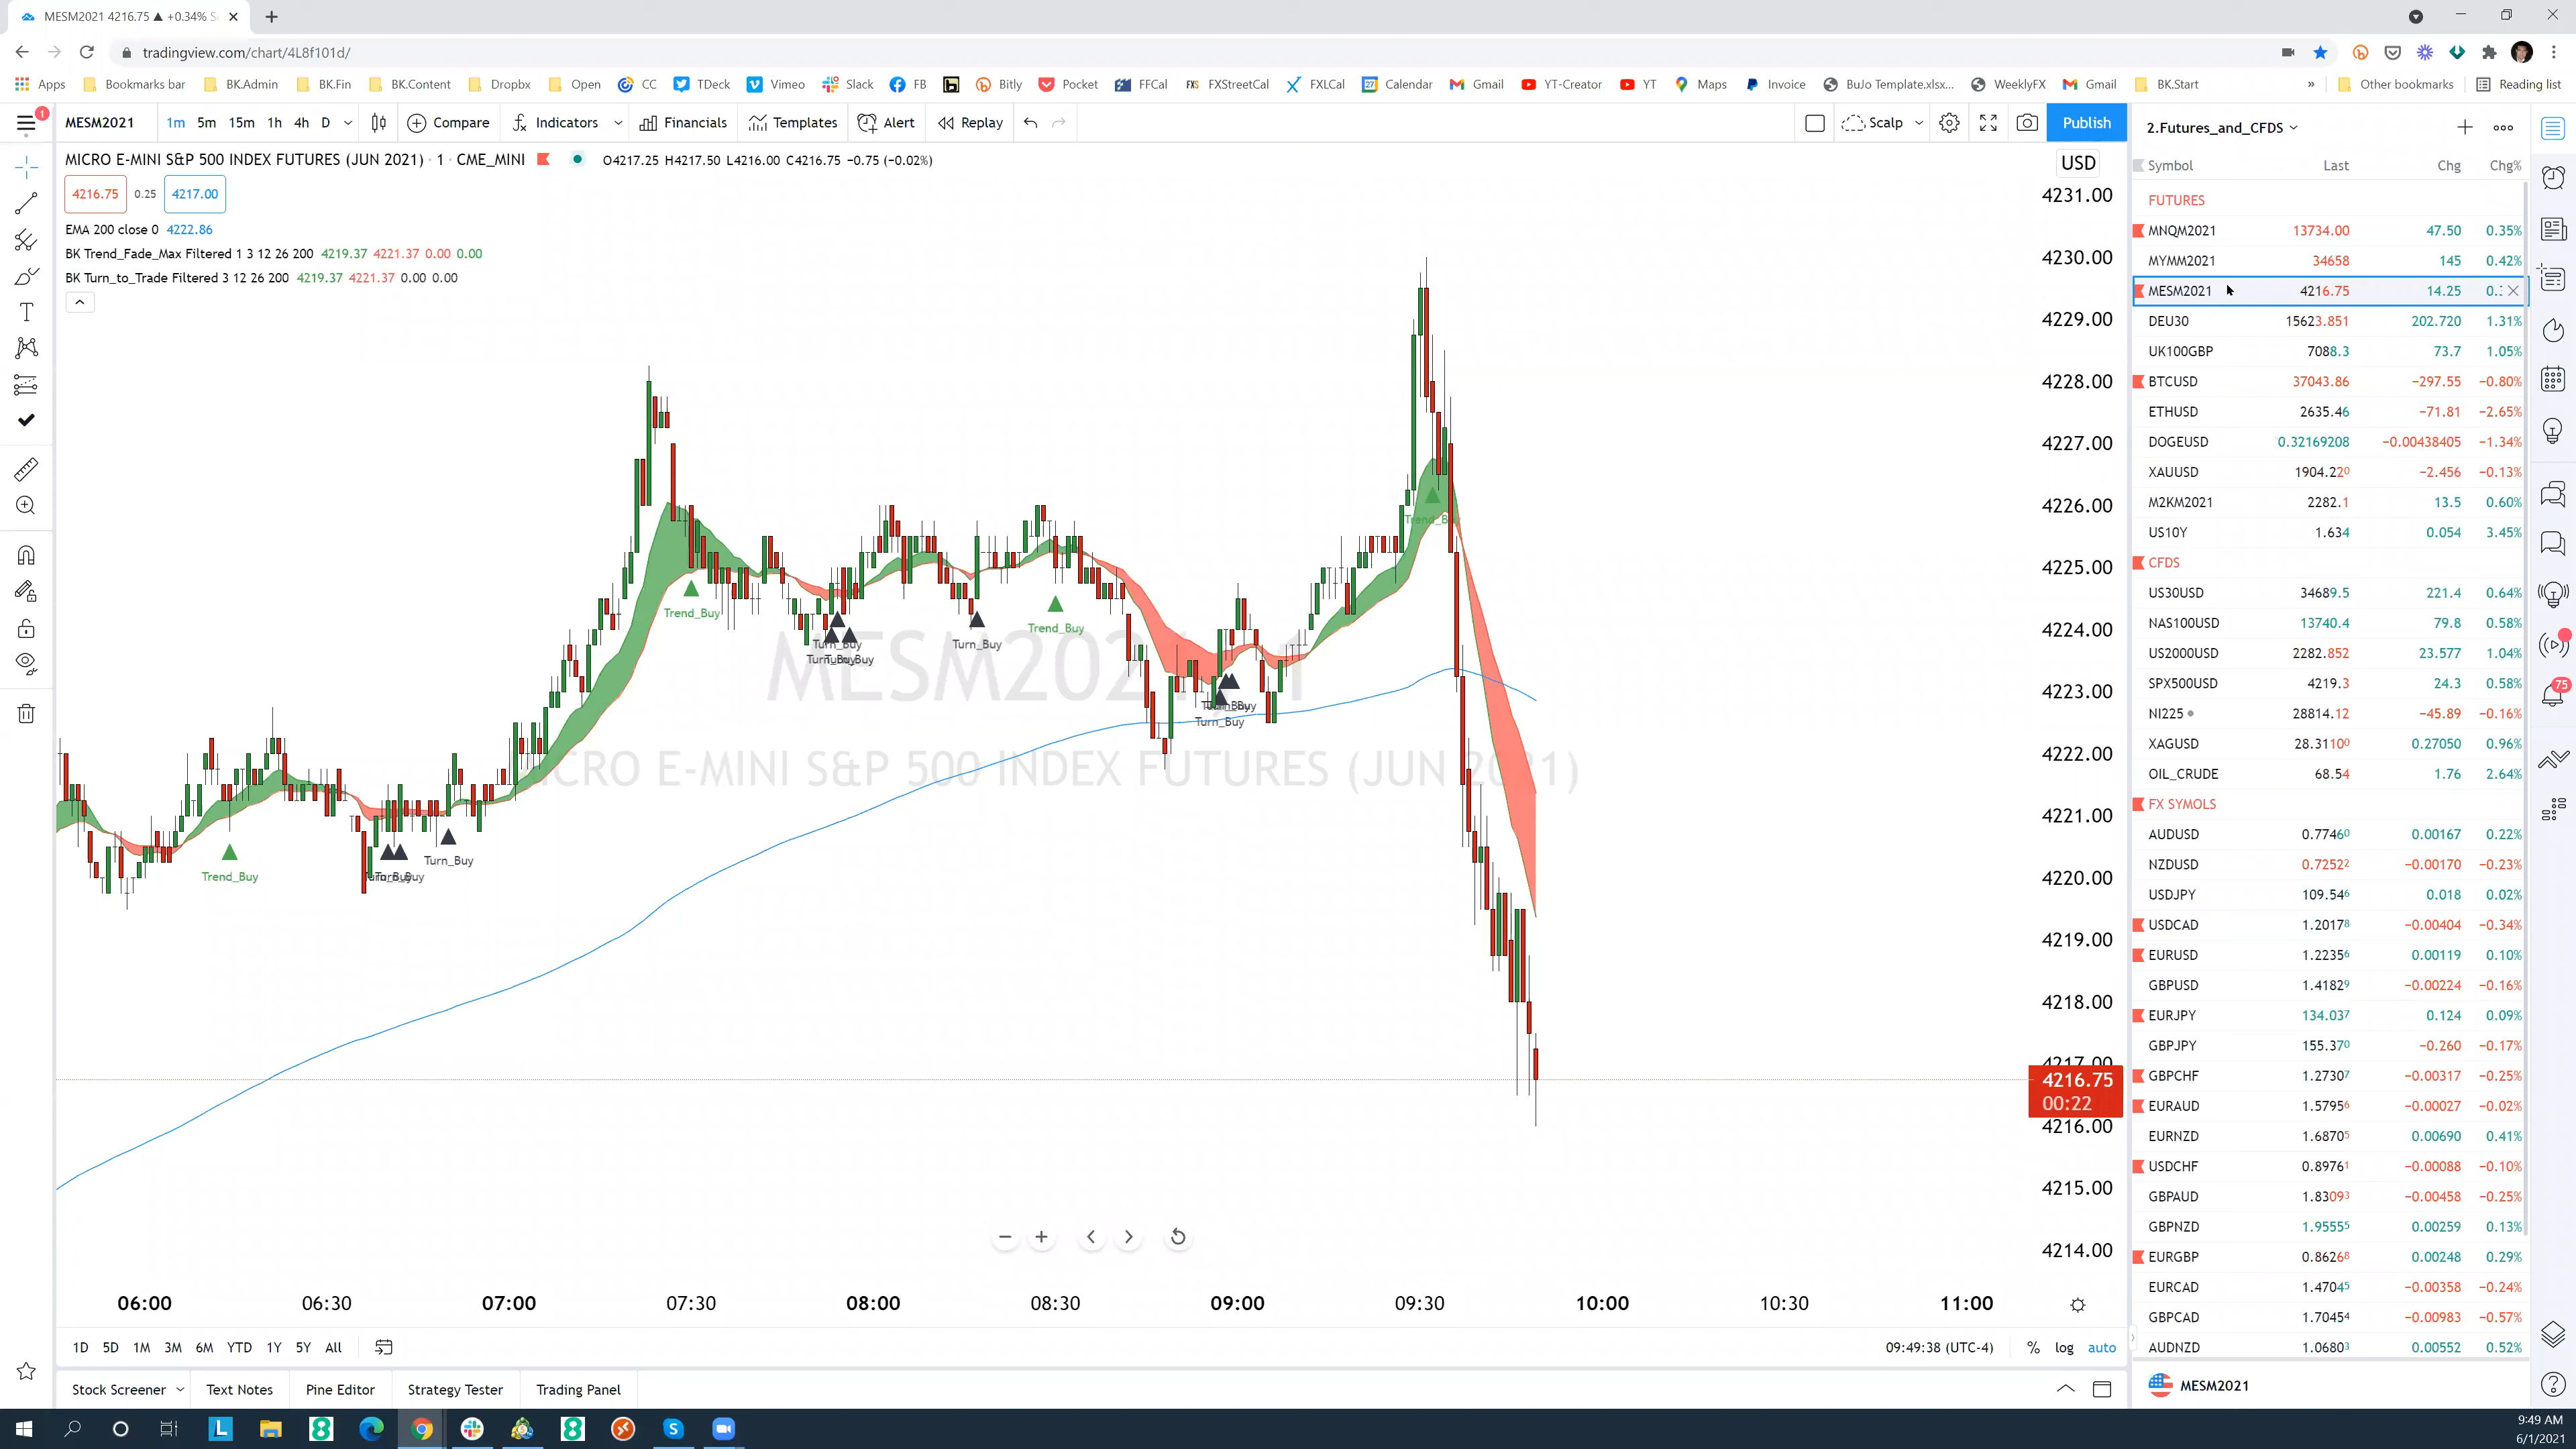 MESM2021 4216.75 ▲ +0.34%
tradingview.com/chart/4L8f101d/
Apps Bookmarks bar BK.Admin BK.Fin BK.Content Dropbx Open CC TDeck Vimeo Slack FB Bitly Pocket FFCal FXS FXStreetCal FXLCal Calendar Gmail YT-Creator YT Maps Invoice BuJo Template.xlsx... WeeklyFX Gmail BK.Start » Other bookmarks Reading list
1 MESM2021 1m 5m 15m 1h 4h D Compare Indicators Financials Templates Alert Replay Scalp Publish
2.Futures_and_CFDS
MICRO E-MINI S&P 500 INDEX FUTURES (JUN 2021) · 1 · CME_MINI O4217.25 H4217.50 L4216.00 C4216.75 −0.75 (−0.02%)
USD
4216.75 0.25 4217.00
EMA 200 close 0 4222.86
BK Trend_Fade_Max Filtered 1 3 12 26 200 4219.37 4221.37 0.00 0.00
BK Turn_to_Trade Filtered 3 12 26 200 4219.37 4221.37 0.00 0.00
4231.00
4230.00
4229.00
4228.00
4227.00
4226.00
4225.00
4224.00
4223.00
4222.00
4221.00
4220.00
4219.00
4218.00
4217.00
4216.75
00:22
4216.00
4215.00
4214.00
Trend_Buy
Trend_Buy
Turn_Buy
Turn_Buy
Turn_Buy
Trend_Buy
Turn_Buy
Turn_Buy
Trend_Buy
Turn_Buy
MICRO E-MINI S&P 500 INDEX FUTURES (JUN 2021)
06:00 06:30 07:00 07:30 08:00 08:30 09:00 09:30 10:00 10:30 11:00
1D 5D 1M 3M 6M YTD 1Y 5Y All 09:49:38 (UTC-4) % log auto
Stock Screener Text Notes Pine Editor Strategy Tester Trading Panel
Symbol Last Chg Chg%
FUTURES
MNQM2021 13734.00 47.50 0.35%
MYMM2021 34658 145 0.42%
MESM2021 4216.75 14.25
DEU30 15623.851 202.720 1.31%
UK100GBP 7088.3 73.7 1.05%
BTCUSD 37043.86 −297.55 −0.80%
ETHUSD 2635.46 −71.81 −2.65%
DOGEUSD 0.32169208 −0.00438405 −1.34%
XAUUSD 1904.220 −2.456 −0.13%
M2KM2021 2282.1 13.5 0.60%
US10Y 1.634 0.054 3.45%
CFDS
US30USD 34689.5 221.4 0.64%
NAS100USD 13740.4 79.8 0.58%
US2000USD 2282.852 23.577 1.04%
SPX500USD 4219.3 24.3 0.58%
NI225 28814.12 −45.89 −0.16%
XAGUSD 28.31100 0.27050 0.96%
OIL_CRUDE 68.54 1.76 2.64%
FX SYMOLS
AUDUSD 0.77460 0.00167 0.22%
NZDUSD 0.72522 −0.00170 −0.23%
USDJPY 109.546 0.018 0.02%
USDCAD 1.20178 −0.00404 −0.34%
EURUSD 1.22356 0.00119 0.10%
GBPUSD 1.41829 −0.00224 −0.16%
EURJPY 134.037 0.124 0.09%
GBPJPY 155.370 −0.260 −0.17%
GBPCHF 1.27307 −0.00317 −0.25%
EURAUD 1.57956 −0.00027 −0.02%
EURNZD 1.68705 0.00690 0.41%
USDCHF 0.89761 −0.00088 −0.10%
GBPAUD 1.83093 −0.00458 −0.25%
GBPNZD 1.95555 0.00259 0.13%
EURGBP 0.86268 0.00248 0.29%
EURCAD 1.47045 −0.00358 −0.24%
GBPCAD 1.70454 −0.00983 −0.57%
AUDNZD 1.06803 0.00552 0.52%
MESM2021
75
9:49 AM
6/1/2021